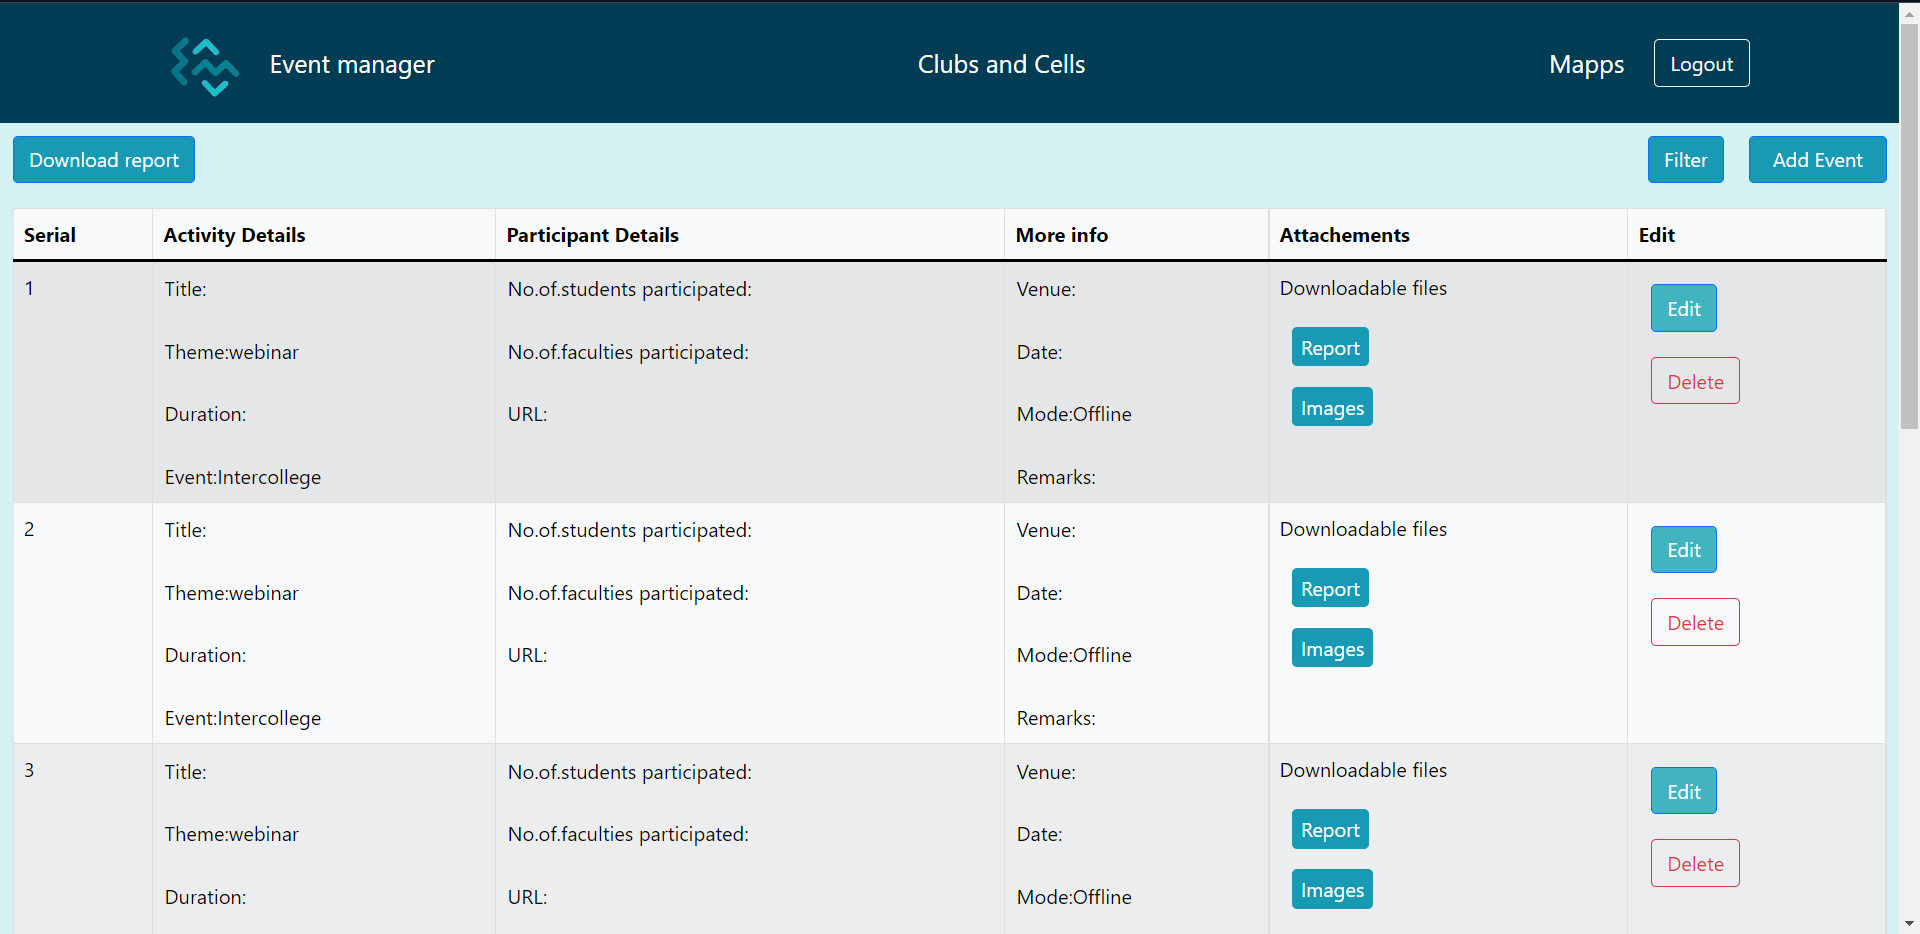 Event manager
Clubs and Cells
Mapps
Logout
Download report
Filter
Add Event
Serial
Activity Details
Participant Details
More info
Attachements
Edit
1
Title:
Theme:webinar
Duration:
Event:Intercollege
No.of.students participated:
No.of.faculties participated:
URL:
Venue:
Date:
Mode:Offline
Remarks:
Downloadable files
Report
Images
Edit
Delete
2
Title:
Theme:webinar
Duration:
Event:Intercollege
No.of.students participated:
No.of.faculties participated:
URL:
Venue:
Date:
Mode:Offline
Remarks:
Downloadable files
Report
Images
Edit
Delete
3
Title:
Theme:webinar
Duration:
No.of.students participated:
No.of.faculties participated:
URL:
Venue:
Date:
Mode:Offline
Downloadable files
Report
Images
Edit
Delete